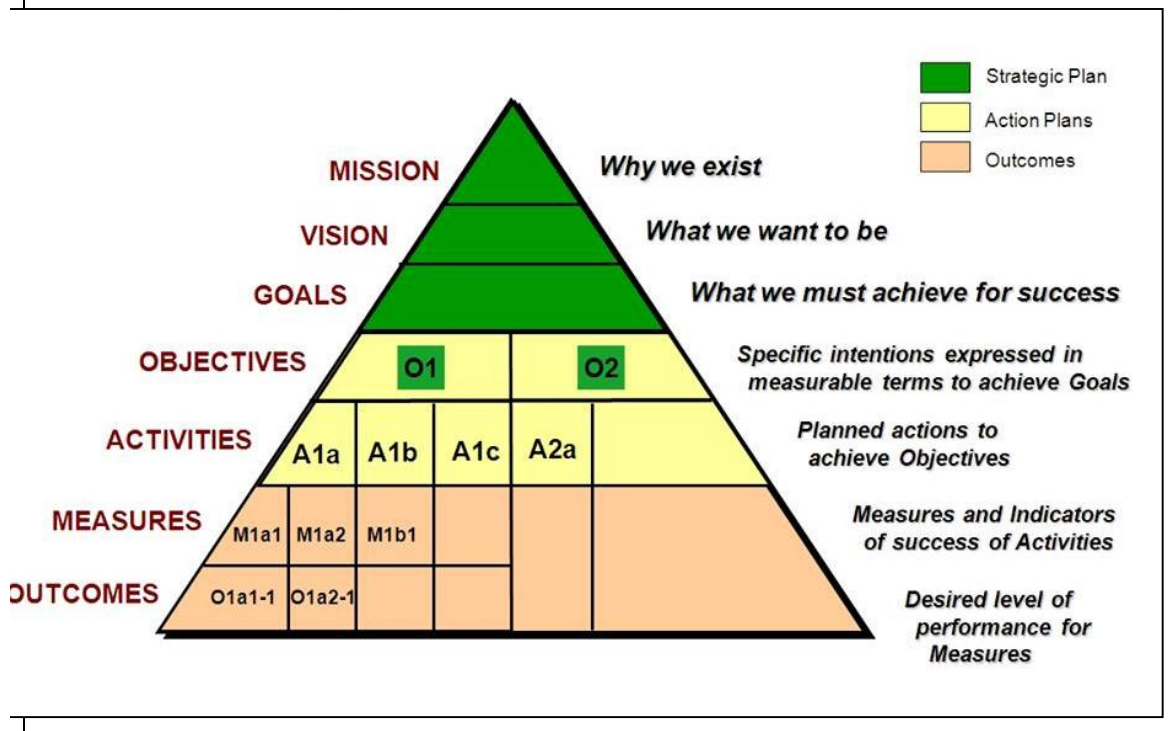 Strategic Plan
Action Plans
Outcomes
MISSION
Why we exist
VISION
What we want to be
GOALS
What we must achieve for success
OBJECTIVES
O1
O2
Specific intentions expressed in
measurable terms to achieve Goals
ACTIVITIES
A1a
A1b
A1c
A2a
Planned actions to
achieve Objectives
MEASURES
M1a1
M1a2
M1b1
Measures and Indicators
of success of Activities
OUTCOMES
O1a1-1
O1a2-1
Desired level of
performance for
Measures